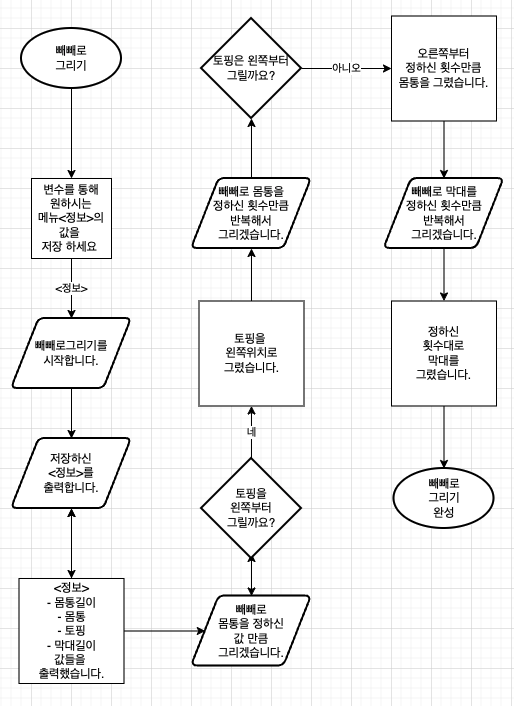 빼빼로
그리기
변수를 통해
원하시는
메뉴<정보>의
값을
저장 하세요
<정보>
빼빼로그리기를
시작합니다.
저장하신
<정보>를
출력합니다.
<정보>
- 몸통길이
- 몸통
- 토핑
- 막대길이
값들을
출력했습니다.
빼빼로
몸통을 정하신
값 만큼
그리겠습니다.
토핑을
왼쪽부터
그릴까요?
네
토핑을
왼쪽위치로
그렸습니다.
빼빼로 몸통을
정하신 횟수만큼
반복해서
그리겠습니다.
토핑은 왼쪽부터
그릴까요?
아니오
오른쪽부터
정하신 횟수만큼
몸통을 그렸습니다.
빼빼로 막대를
정하신 횟수만큼
반복해서
그리겠습니다.
정하신
횟수대로
막대를
그렸습니다.
빼빼로
그리기
완성